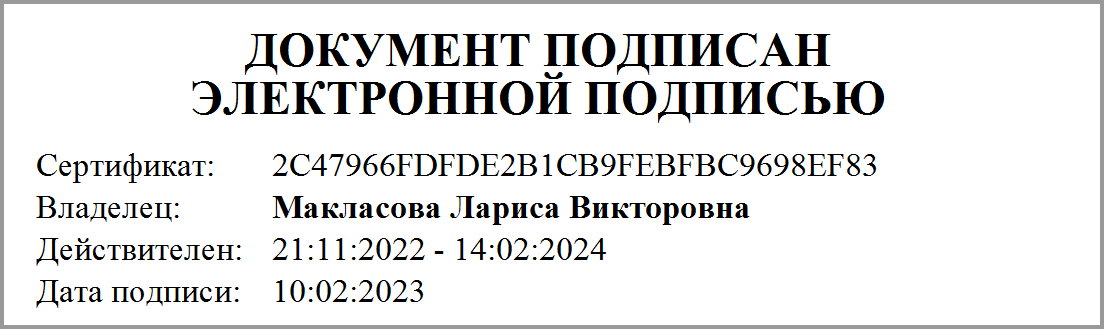 ДОКУМЕНТ ПОДПИСАН
ЭЛЕКТРОННОЙ ПОДПИСЬЮ
Сертификат: 2C47966FDFDE2B1CB9FEBFBC9698EF83
Владелец: Макласова Лариса Викторовна
Действителен: 21:11:2022 - 14:02:2024
Дата подписи: 10:02:2023